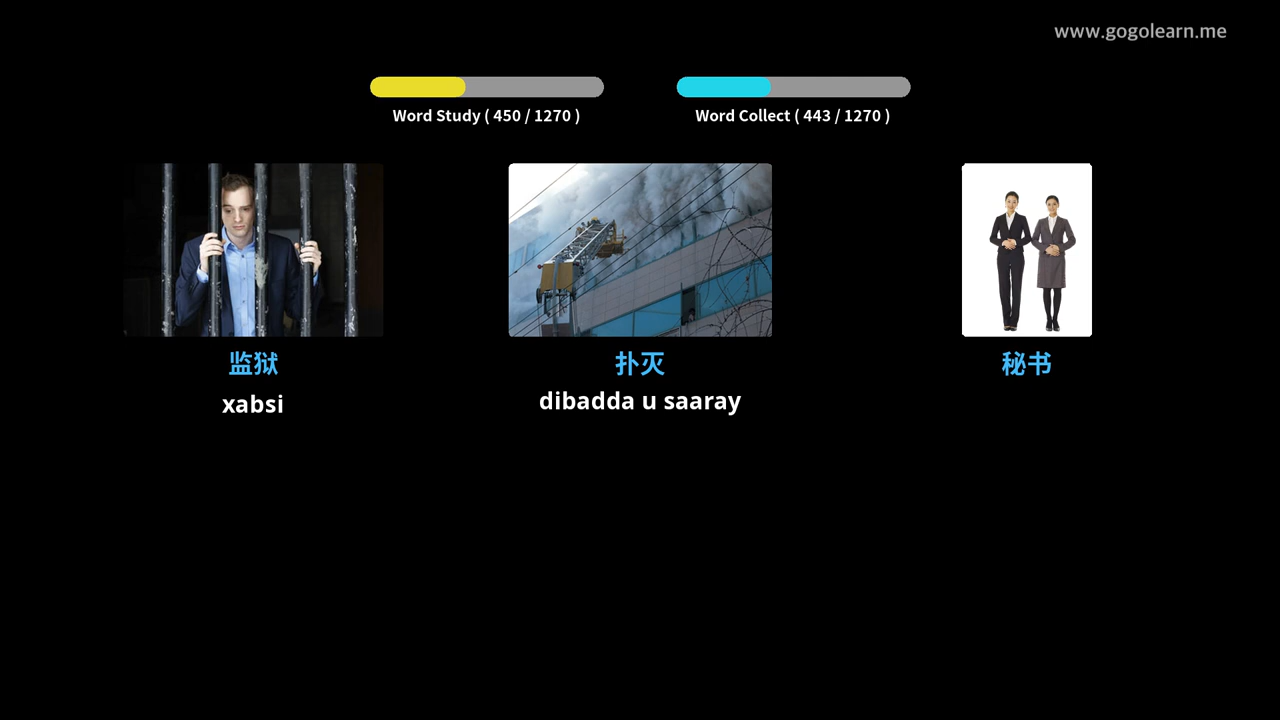 www.gogolearn.me
Word Study ( 450 / 1270 )
Word Collect ( 443 / 1270 )
监狱
xabsi
扑灭
dibadda u saaray
秘书